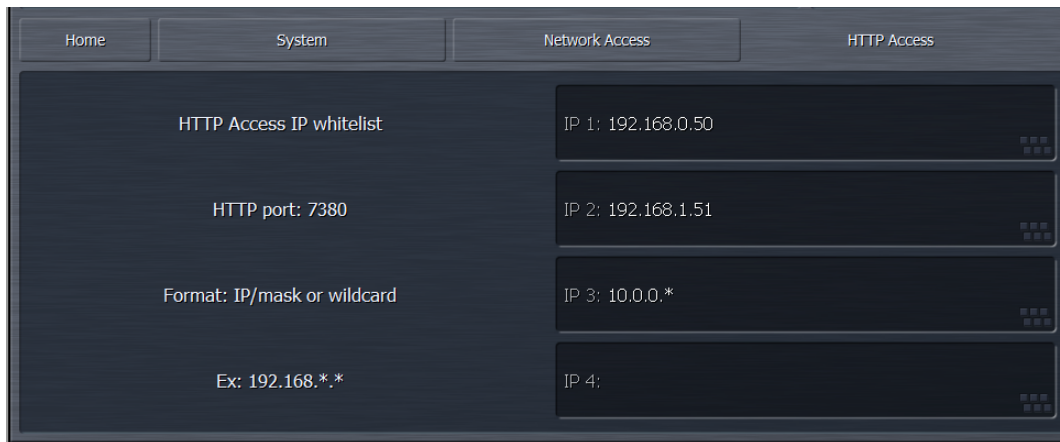 Home System Network Access HTTP Access
HTTP Access IP whitelist IP 1: 192.168.0.50
HTTP port: 7380 IP 2: 192.168.1.51
Format: IP/mask or wildcard IP 3: 10.0.0.*
Ex: 192.168.*.* IP 4: